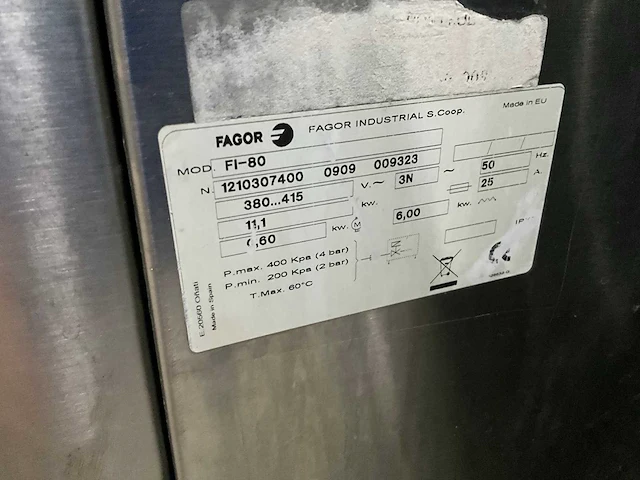 Made in EU
FAGOR FAGOR INDUSTRIAL S.Coop.
MOD. FI-80
N. 1210307400 0909 009323
380...415 V.~ 3N ~ 50 Hz.
11,1 kw. 25 A.
,60 kw. M 6,00 kw.
IP
P.max. 400 Kpa (4 bar)
P.min. 200 Kpa (2 bar)
T.Max. 60°C
CE
E-20560 Oñati
Made in Spain